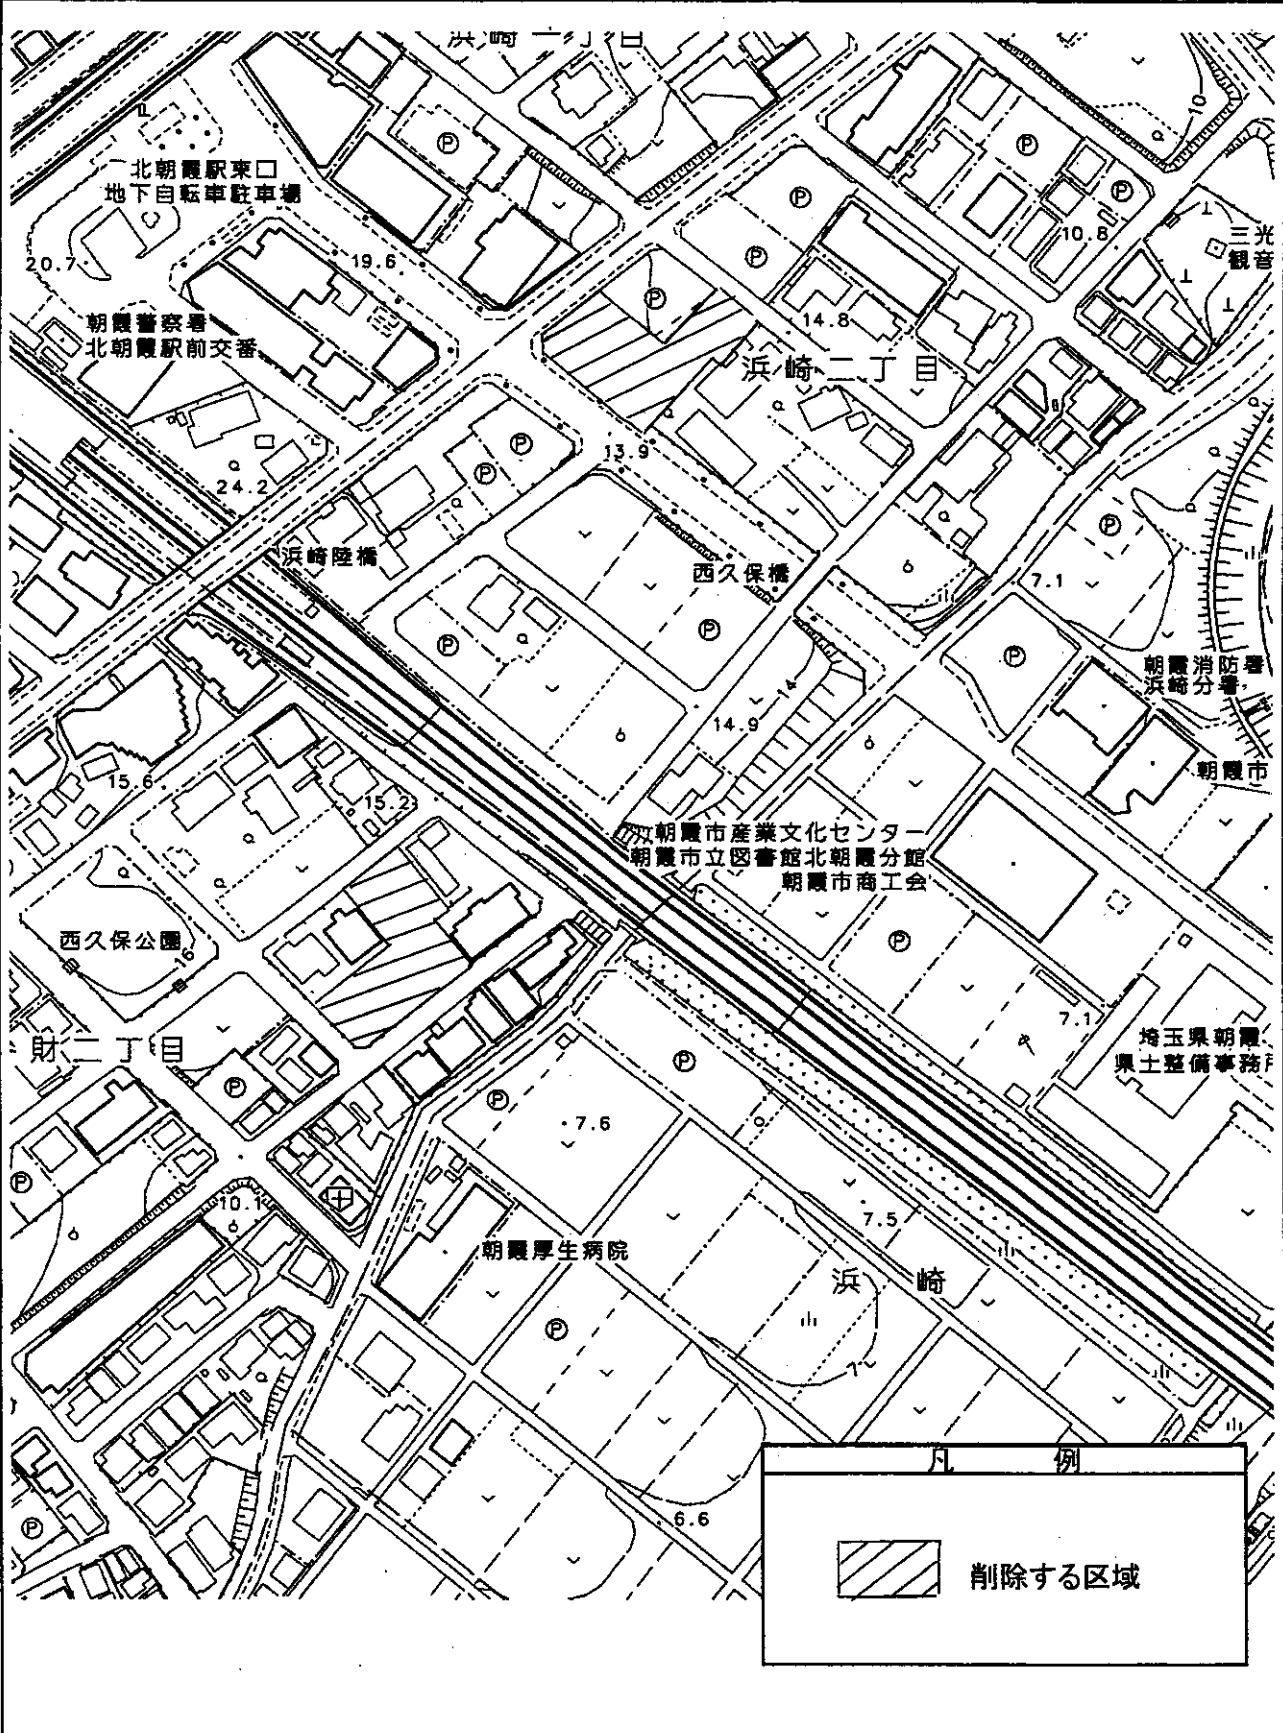 浜崎一丁目
10
北朝霞駅東口
地下自転車駐車場
P
P
P
P
三光
観音
10.8
20.7
19.6
P
P
朝霞警察署
北朝霞駅前交番
14.8
浜崎二丁目
P
P
13.9
24.2
P
浜崎陸橋
西久保橋
7.1
P
P
P
朝霞消防署
浜崎分署
14
14.9
朝霞市
15.6
15.2
朝霞市産業文化センター
朝霞市立図書館北朝霞分館
朝霞市商工会
西久保公園
16
P
7.1
財二丁目
埼玉県朝霞
県土整備事務所
P
P
P
7.6
P
10.1
7.5
朝霞厚生病院
浜崎
P
7
凡例
6.6
P
削除する区域